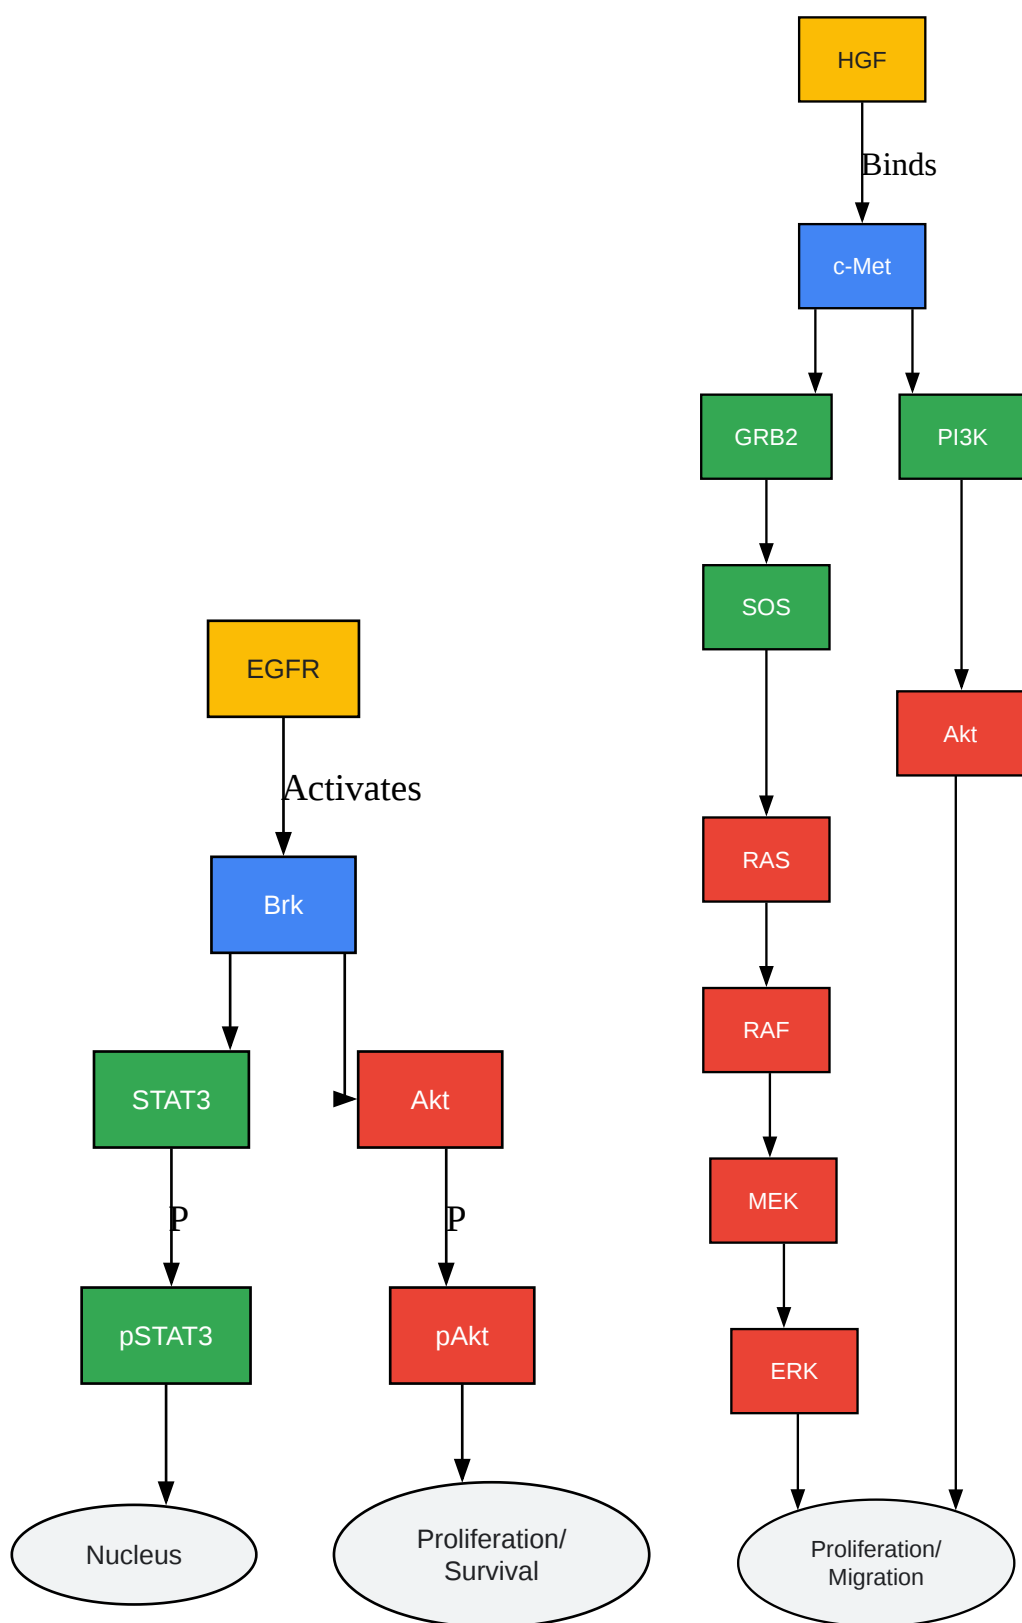 HGF
Binds
c-Met
GRB2
PI3K
SOS
EGFR
Akt
Activates
RAS
Brk
RAF
STAT3
Akt
MEK
P
P
pSTAT3
pAkt
ERK
Nucleus
Proliferation/
Survival
Proliferation/
Migration